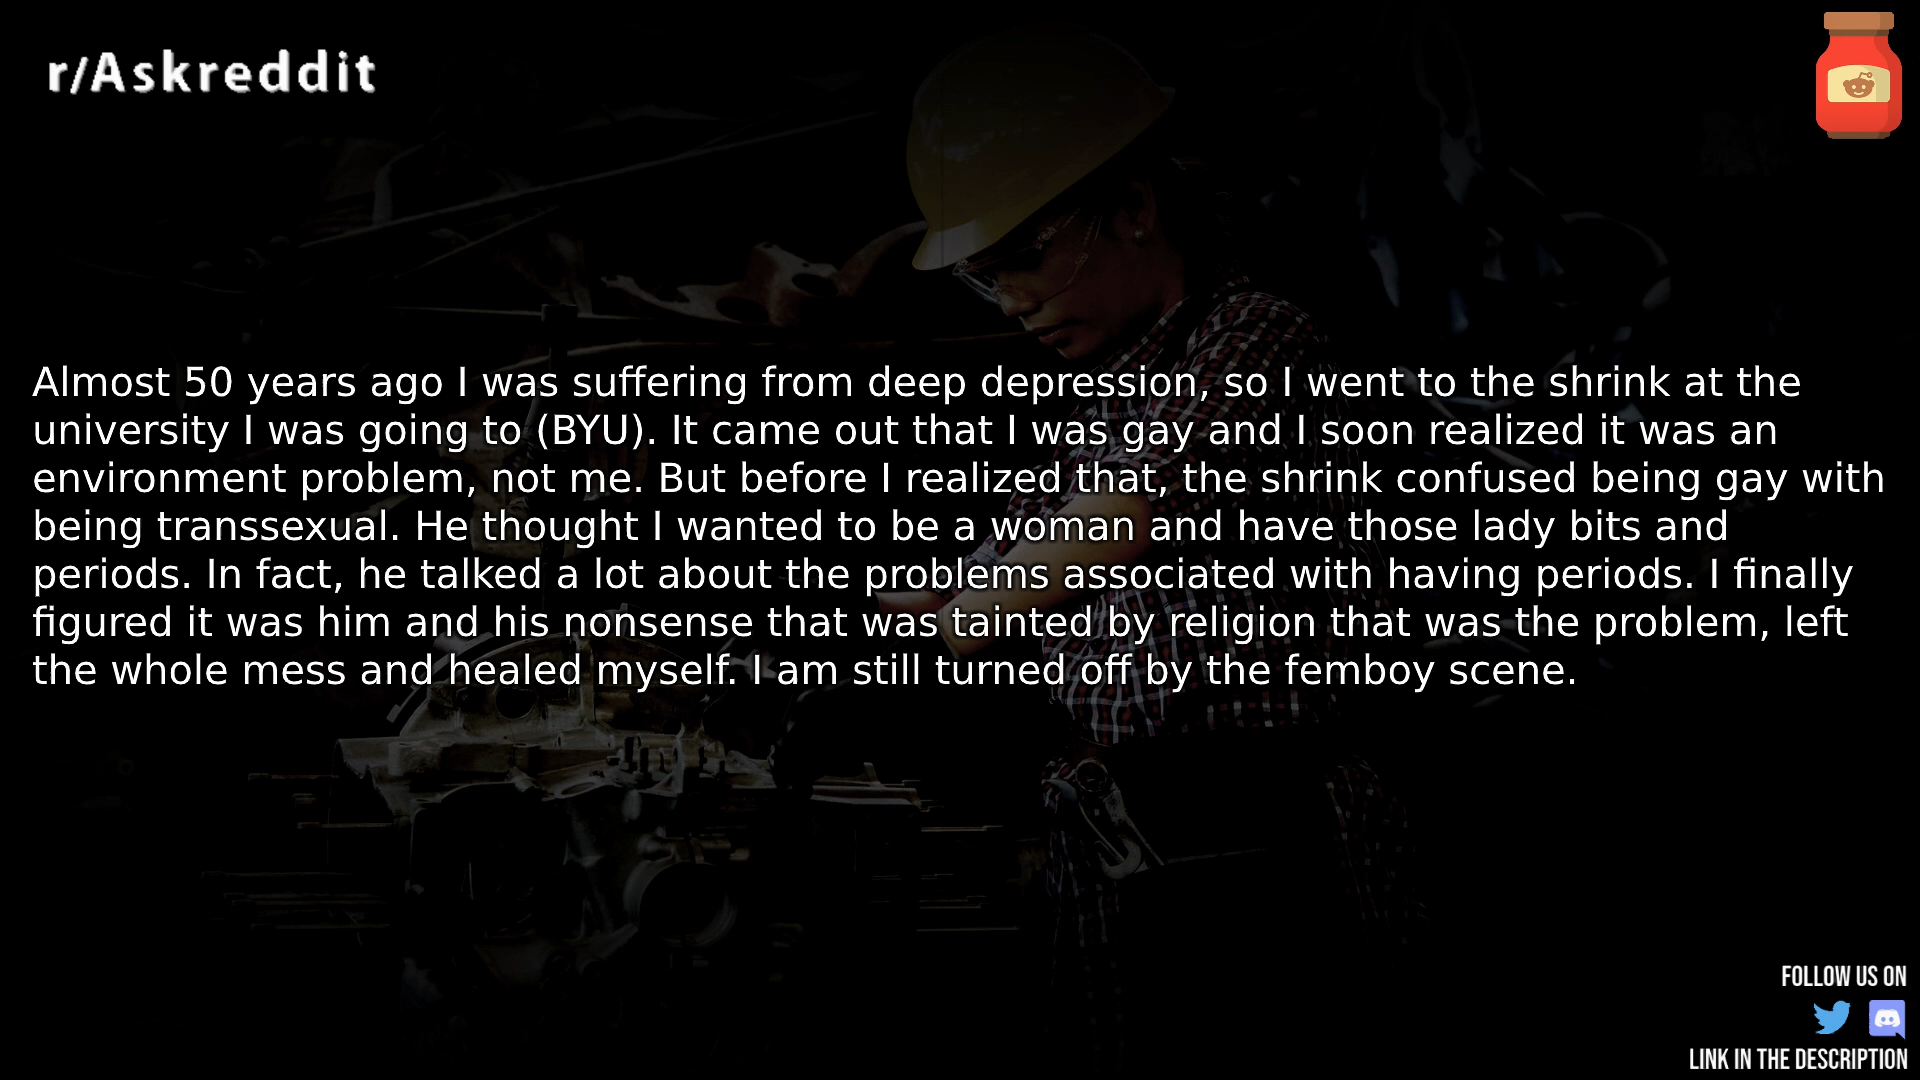 r/Askreddit
Almost 50 years ago I was suffering from deep depression, so I went to the shrink at the
university I was going to (BYU). It came out that I was gay and I soon realized it was an
environment problem, not me. But before I realized that, the shrink confused being gay with
being transsexual. He thought I wanted to be a woman and have those lady bits and
periods. In fact, he talked a lot about the problems associated with having periods. I finally
figured it was him and his nonsense that was tainted by religion that was the problem, left
the whole mess and healed myself. I am still turned off by the femboy scene.
FOLLOW US ON
LINK IN THE DESCRIPTION